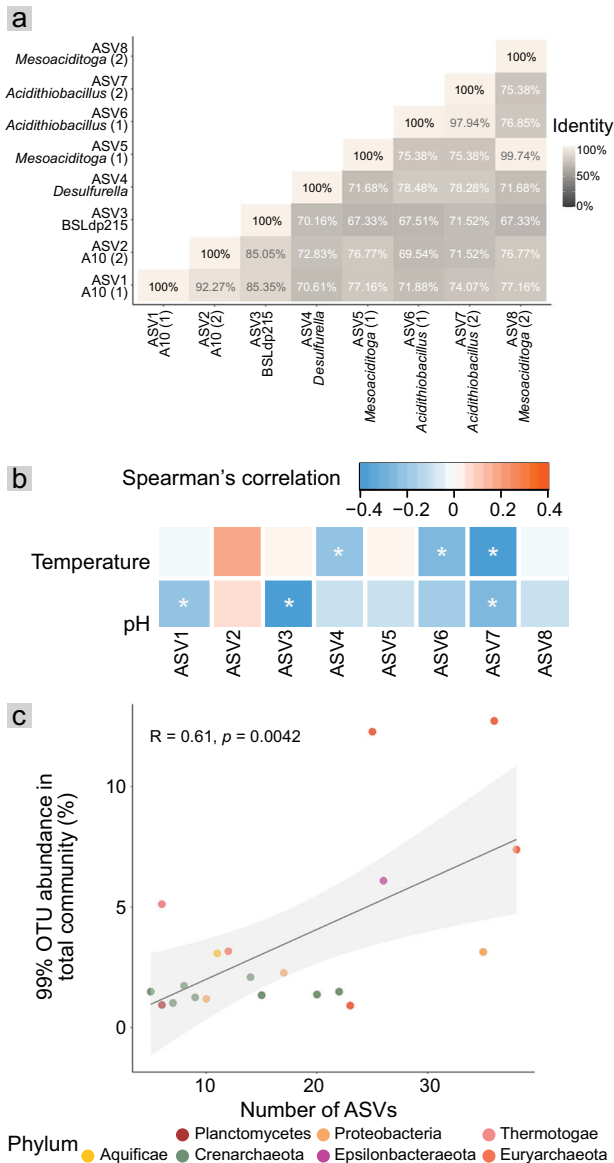 a
ASV8
Mesoaciditoga (2)
100%
ASV7
Acidithiobacillus (2)
100% 75.38%
ASV6
Acidithiobacillus (1)
100% 97.94% 76.85%
ASV5
Mesoaciditoga (1)
100% 75.38% 75.38% 99.74%
ASV4
Desulfurella
100% 71.68% 78.48% 78.28% 71.68%
ASV3
BSLdp215
100% 70.16% 67.33% 67.51% 71.52% 67.33%
ASV2
A10 (2)
100% 85.05% 72.83% 76.77% 69.54% 71.52% 76.77%
ASV1
A10 (1)
100% 92.27% 85.35% 70.61% 77.16% 71.88% 74.07% 77.16%
Identity
100%
50%
0%
ASV1
A10 (1)
ASV2
A10 (2)
ASV3
BSLdp215
ASV4
Desulfurella
ASV5
Mesoaciditoga (1)
ASV6
Acidithiobacillus (1)
ASV7
Acidithiobacillus (2)
ASV8
Mesoaciditoga (2)
b
Spearman's correlation
−0.4 −0.2 0 0.2 0.4
Temperature
* * *
pH
* * *
ASV1 ASV2 ASV3 ASV4 ASV5 ASV6 ASV7 ASV8
c
R = 0.61, p = 0.0042
99% OTU abundance in
total community (%)
10
5
0
10 20 30
Number of ASVs
Phylum
Planctomycetes Proteobacteria Thermotogae
Aquificae Crenarchaeota Epsilonbacteraeota Euryarchaeota